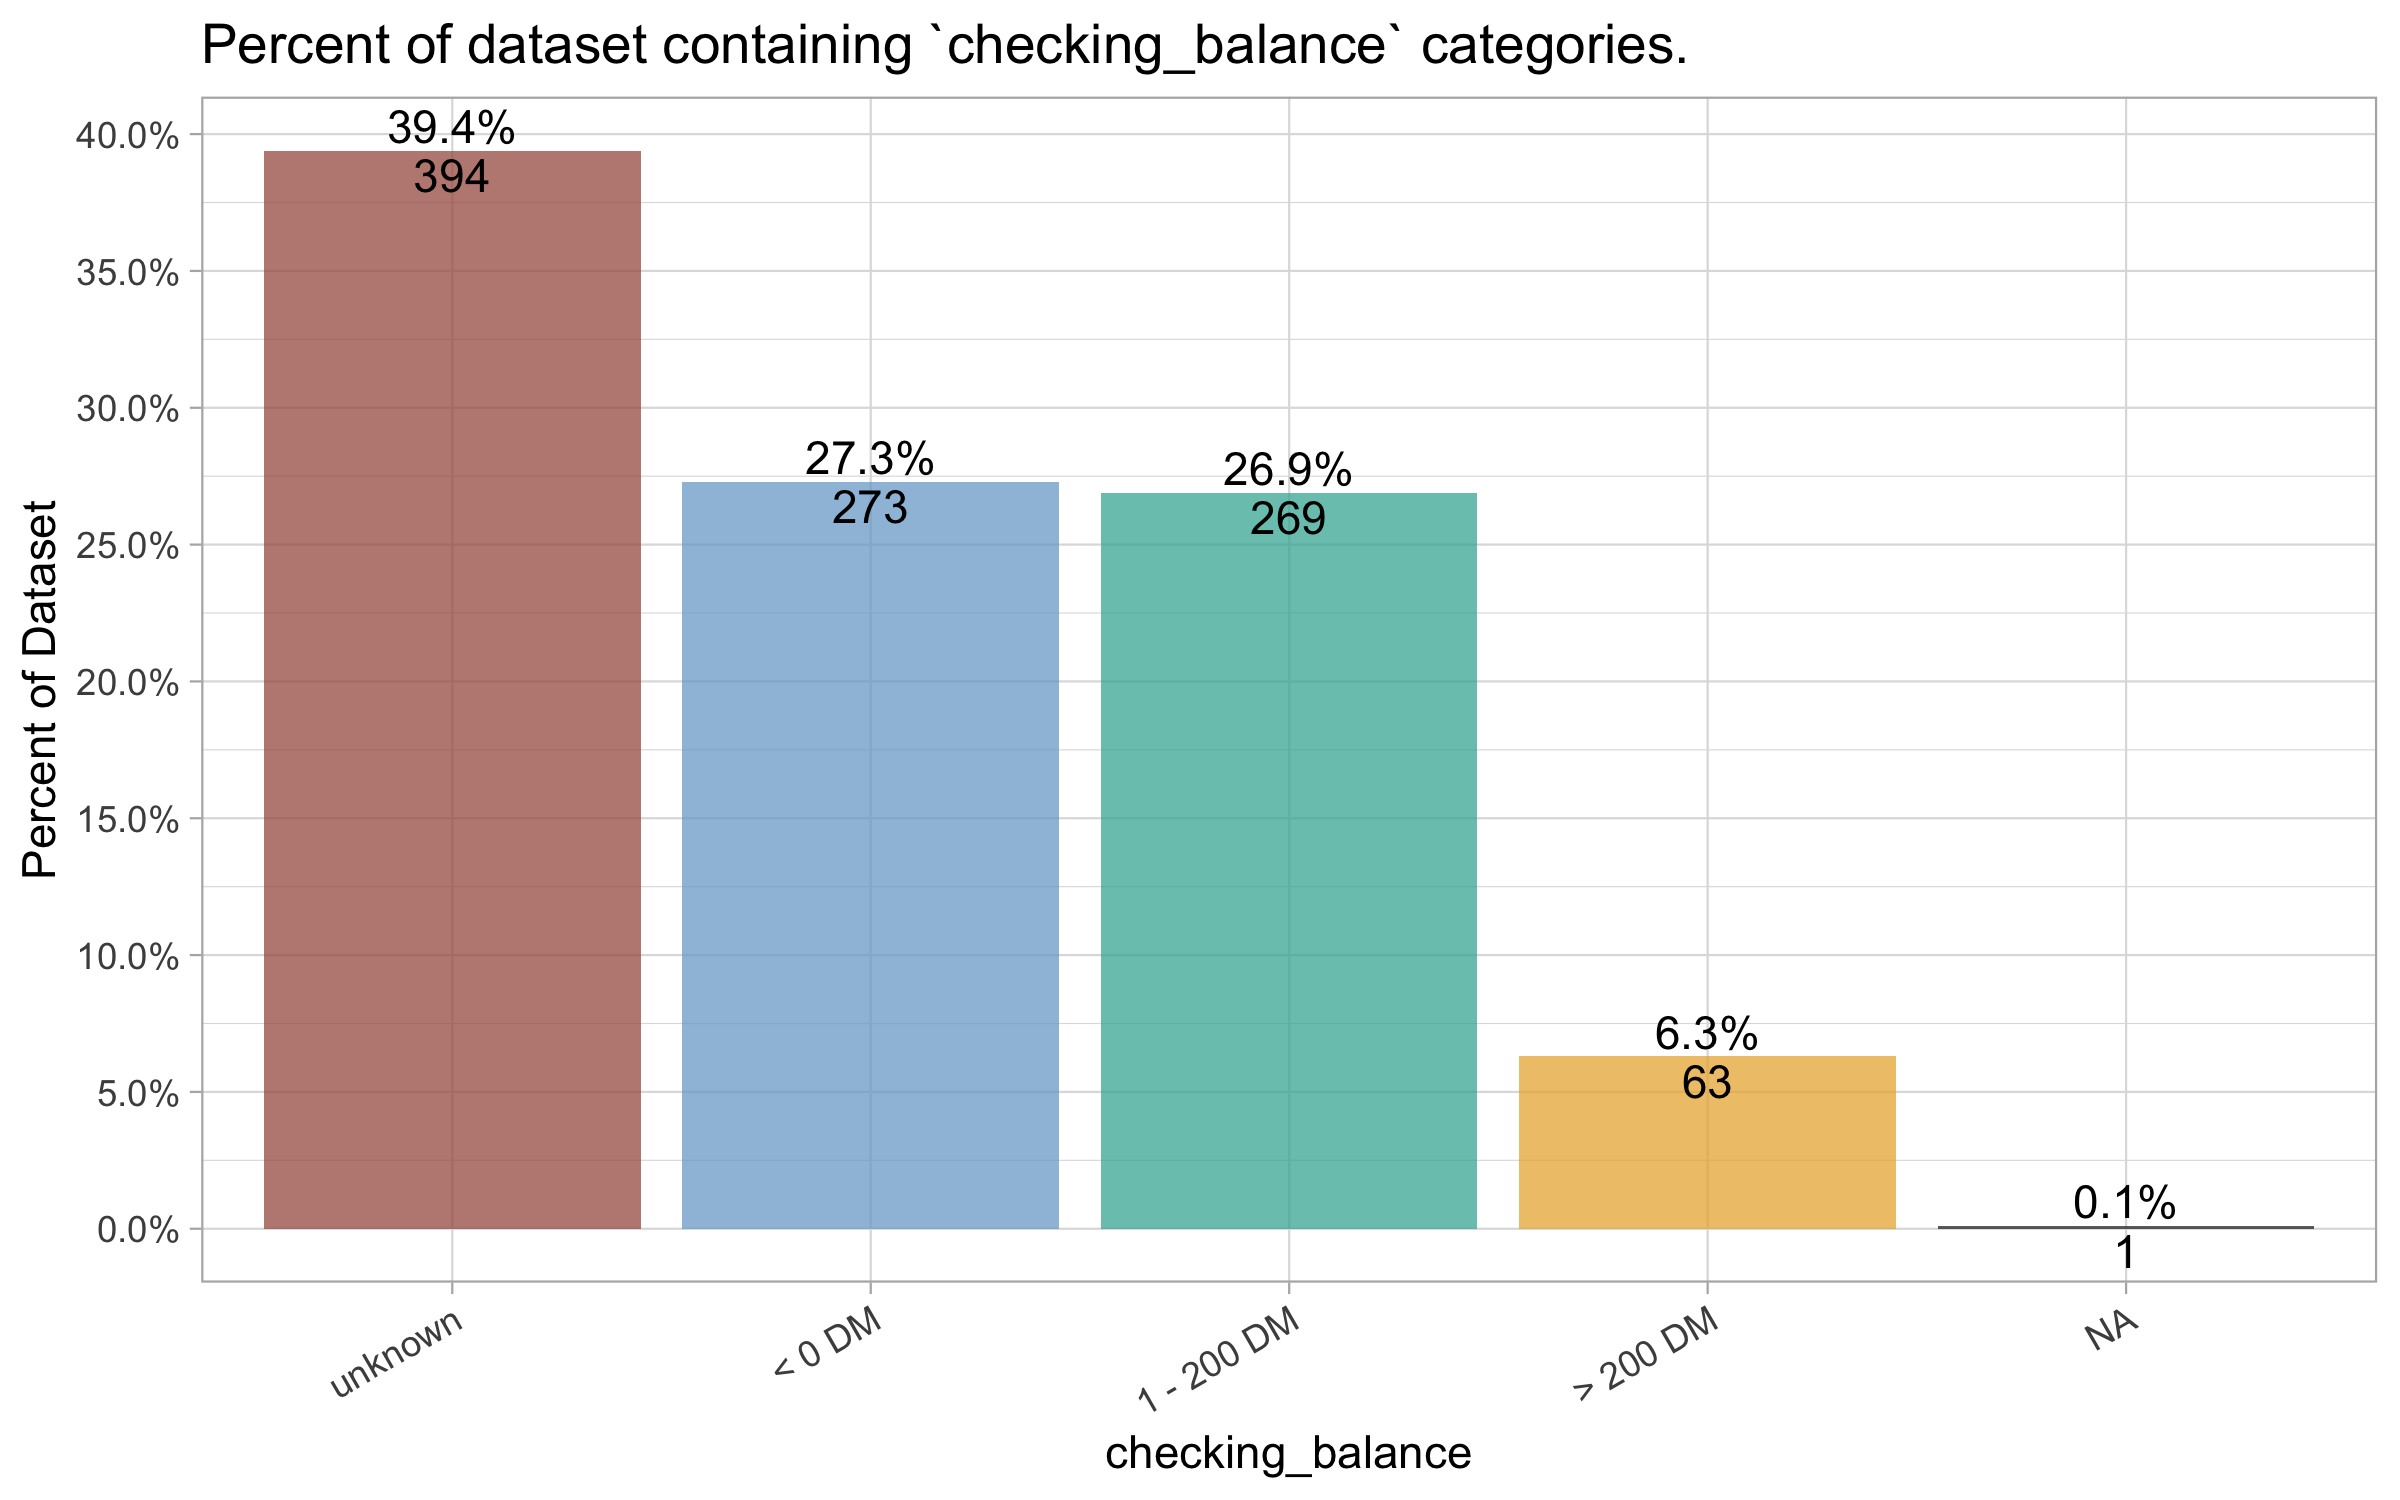 Percent of dataset containing `checking_balance` categories.
Percent of Dataset
40.0%
35.0%
30.0%
25.0%
20.0%
15.0%
10.0%
5.0%
0.0%
39.4%
394
27.3%
273
26.9%
269
6.3%
63
0.1%
1
unknown
< 0 DM
1 - 200 DM
> 200 DM
NA
checking_balance